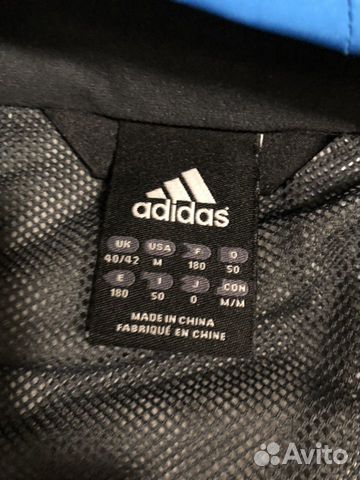 adidas
UK USA F D
40/42 M 180 50
E I J CON
180 50 O M/M
MADE IN CHINA
FABRIQUÉ EN CHINE
Avito